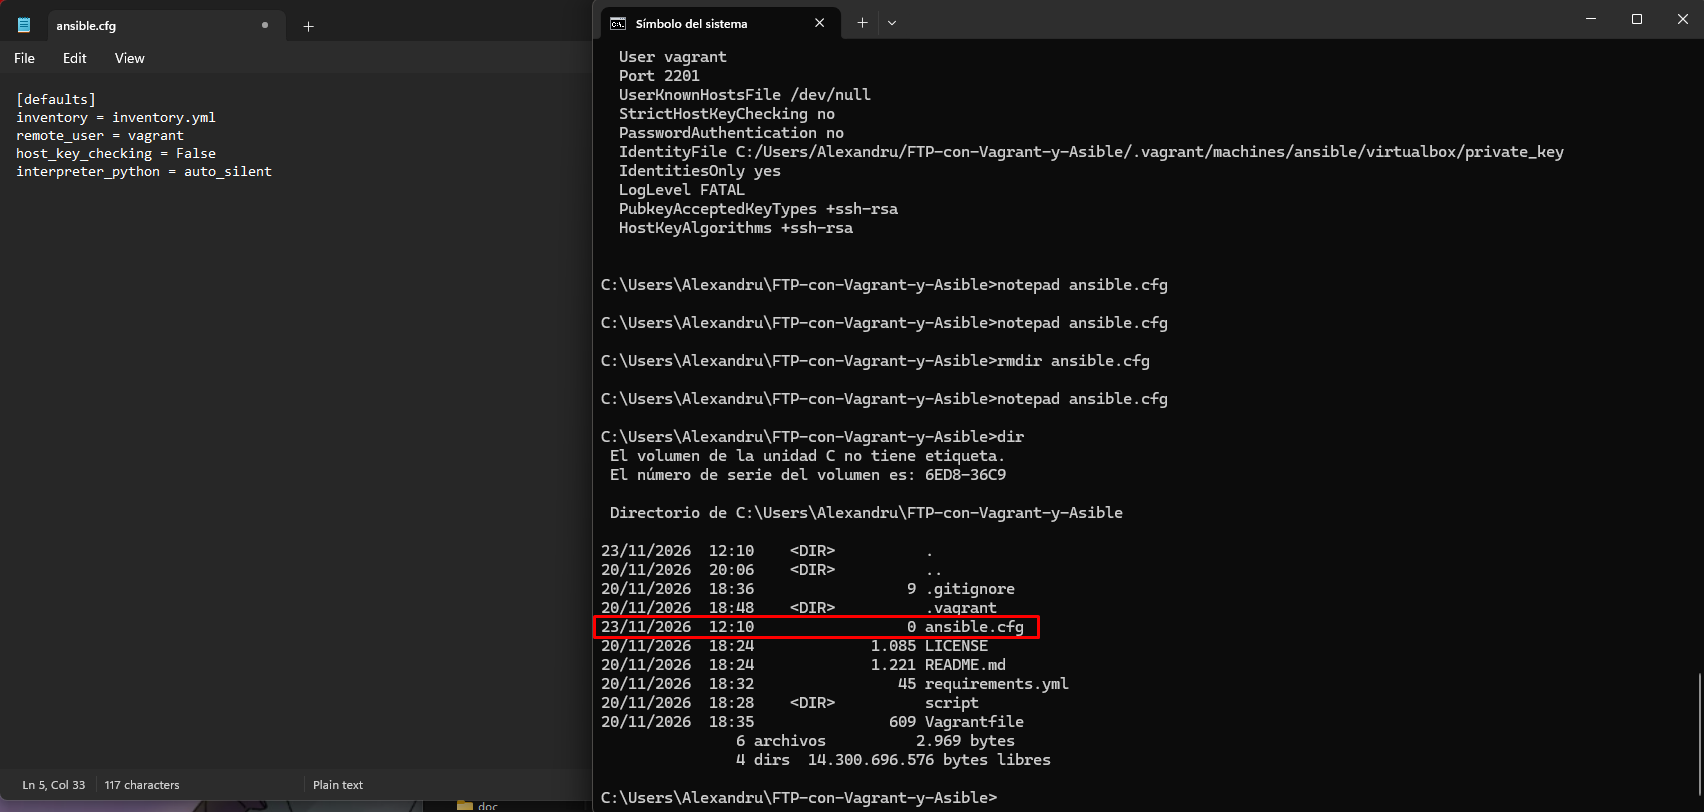 ansible.cfg
File Edit View
[defaults]
inventory = inventory.yml
remote_user = vagrant
host_key_checking = False
interpreter_python = auto_silent
Ln 5, Col 33 117 characters Plain text
doc
Símbolo del sistema
User vagrant
Port 2201
UserKnownHostsFile /dev/null
StrictHostKeyChecking no
PasswordAuthentication no
IdentityFile C:/Users/Alexandru/FTP-con-Vagrant-y-Asible/.vagrant/machines/ansible/virtualbox/private_key
IdentitiesOnly yes
LogLevel FATAL
PubkeyAcceptedKeyTypes +ssh-rsa
HostKeyAlgorithms +ssh-rsa
C:\Users\Alexandru\FTP-con-Vagrant-y-Asible>notepad ansible.cfg
C:\Users\Alexandru\FTP-con-Vagrant-y-Asible>notepad ansible.cfg
C:\Users\Alexandru\FTP-con-Vagrant-y-Asible>rmdir ansible.cfg
C:\Users\Alexandru\FTP-con-Vagrant-y-Asible>notepad ansible.cfg
C:\Users\Alexandru\FTP-con-Vagrant-y-Asible>dir
El volumen de la unidad C no tiene etiqueta.
El número de serie del volumen es: 6ED8-36C9
Directorio de C:\Users\Alexandru\FTP-con-Vagrant-y-Asible
23/11/2026 12:10 <DIR> .
20/11/2026 20:06 <DIR> ..
20/11/2026 18:36 9 .gitignore
20/11/2026 18:48 <DIR> .vagrant
23/11/2026 12:10 0 ansible.cfg
20/11/2026 18:24 1.085 LICENSE
20/11/2026 18:24 1.221 README.md
20/11/2026 18:32 45 requirements.yml
20/11/2026 18:28 <DIR> script
20/11/2026 18:35 609 Vagrantfile
6 archivos 2.969 bytes
4 dirs 14.300.696.576 bytes libres
C:\Users\Alexandru\FTP-con-Vagrant-y-Asible>